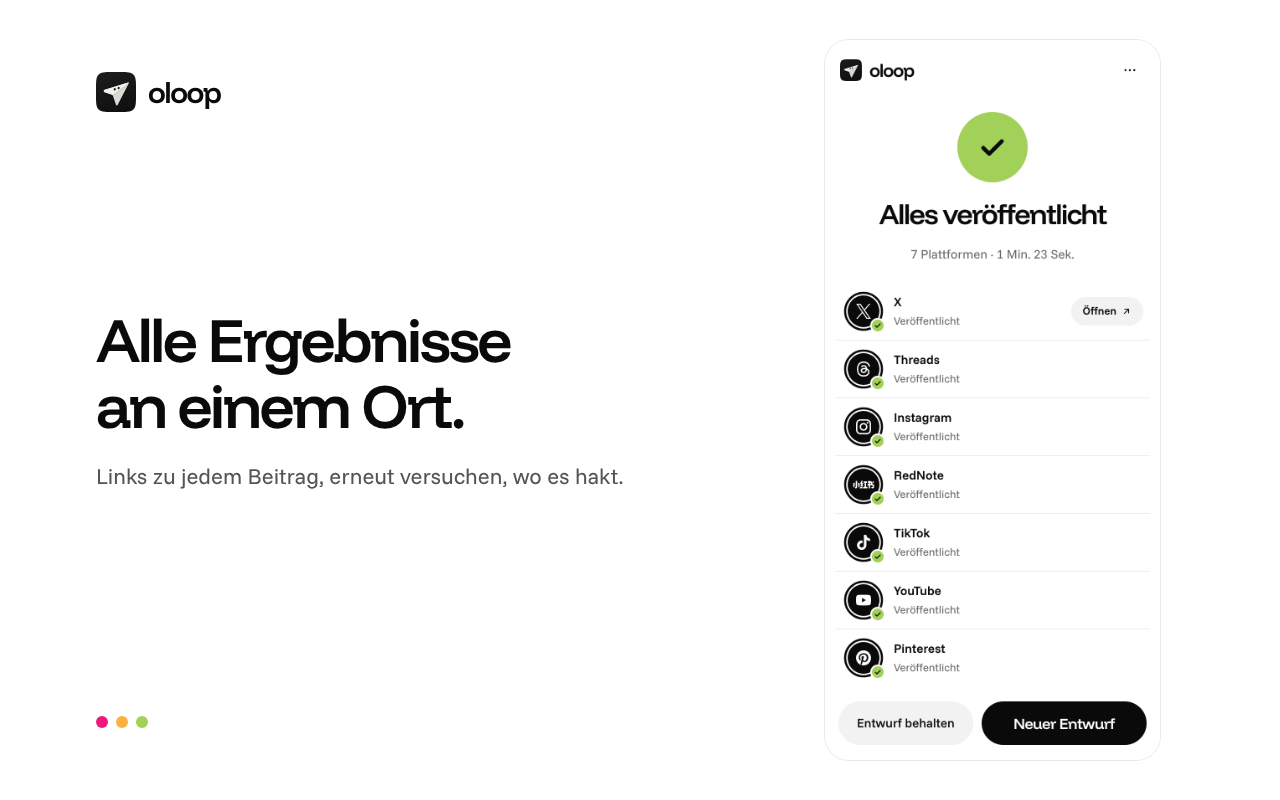 oloop
Alle Ergebnisse
an einem Ort.
Links zu jedem Beitrag, erneut versuchen, wo es hakt.
oloop
Alles veröffentlicht
7 Plattformen · 1 Min. 23 Sek.
X
Veröffentlicht
Öffnen
Threads
Veröffentlicht
Instagram
Veröffentlicht
小红书
RedNote
Veröffentlicht
TikTok
Veröffentlicht
YouTube
Veröffentlicht
Pinterest
Veröffentlicht
Entwurf behalten
Neuer Entwurf